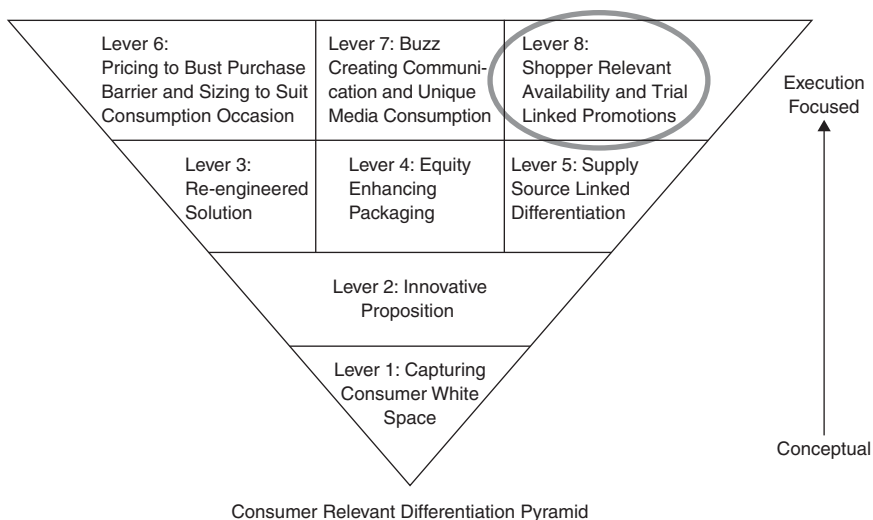 Lever 6:
Pricing to Bust Purchase
Barrier and Sizing to Suit
Consumption Occasion
Lever 7: Buzz
Creating Communi-
cation and Unique
Media Consumption
Lever 8:
Shopper Relevant
Availability and Trial
Linked Promotions
Execution
Focused
Lever 3:
Re-engineered
Solution
Lever 4: Equity
Enhancing
Packaging
Lever 5: Supply
Source Linked
Differentiation
Lever 2: Innovative
Proposition
Lever 1: Capturing
Consumer White
Space
Conceptual
Consumer Relevant Differentiation Pyramid